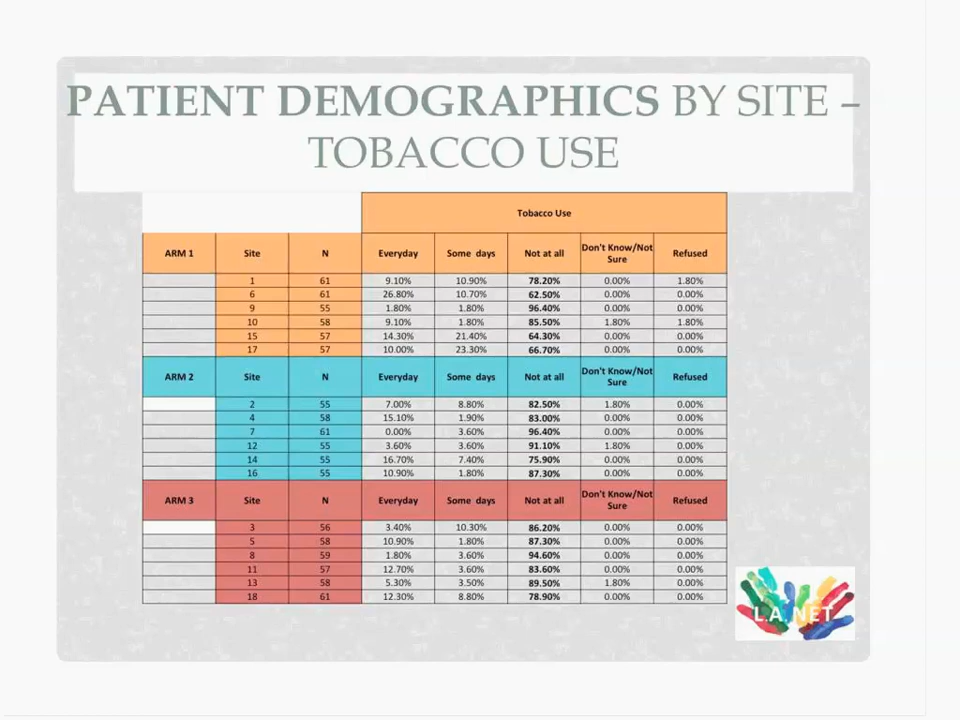 PATIENT DEMOGRAPHICS BY SITE –
TOBACCO USE
Tobacco Use
ARM 1 Site N Everyday Some days Not at all Don't Know/Not Sure Refused
1 61 9.10% 10.90% 78.20% 0.00% 1.80%
6 61 26.80% 10.70% 62.50% 0.00% 0.00%
9 55 1.80% 1.80% 96.40% 0.00% 0.00%
10 58 9.10% 1.80% 85.50% 1.80% 1.80%
15 57 14.30% 21.40% 64.30% 0.00% 0.00%
17 57 10.00% 23.30% 66.70% 0.00% 0.00%
ARM 2 Site N Everyday Some days Not at all Don't Know/Not Sure Refused
2 55 7.00% 8.80% 82.50% 1.80% 0.00%
4 58 15.10% 1.90% 83.00% 0.00% 0.00%
7 61 0.00% 3.60% 96.40% 0.00% 0.00%
12 55 3.60% 3.60% 91.10% 1.80% 0.00%
14 55 16.70% 7.40% 75.90% 0.00% 0.00%
16 55 10.90% 1.80% 87.30% 0.00% 0.00%
ARM 3 Site N Everyday Some days Not at all Don't Know/Not Sure Refused
3 56 3.40% 10.30% 86.20% 0.00% 0.00%
5 58 10.90% 1.80% 87.30% 0.00% 0.00%
8 59 1.80% 3.60% 94.60% 0.00% 0.00%
11 57 12.70% 3.60% 83.60% 0.00% 0.00%
13 58 5.30% 3.50% 89.50% 1.80% 0.00%
18 61 12.30% 8.80% 78.90% 0.00% 0.00%
L.A. NET